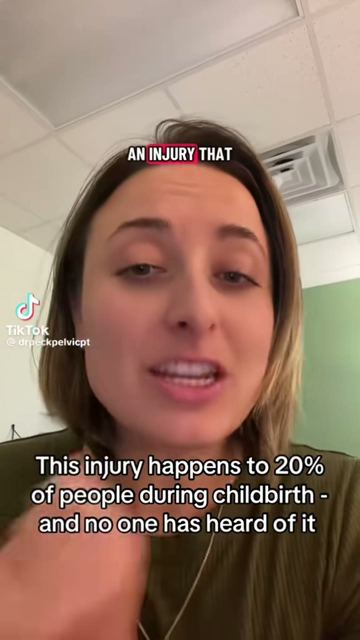 AN INJURY THAT
TikTok
@drpeckpelvicpt
This injury happens to 20%
of people during childbirth -
and no one has heard of it